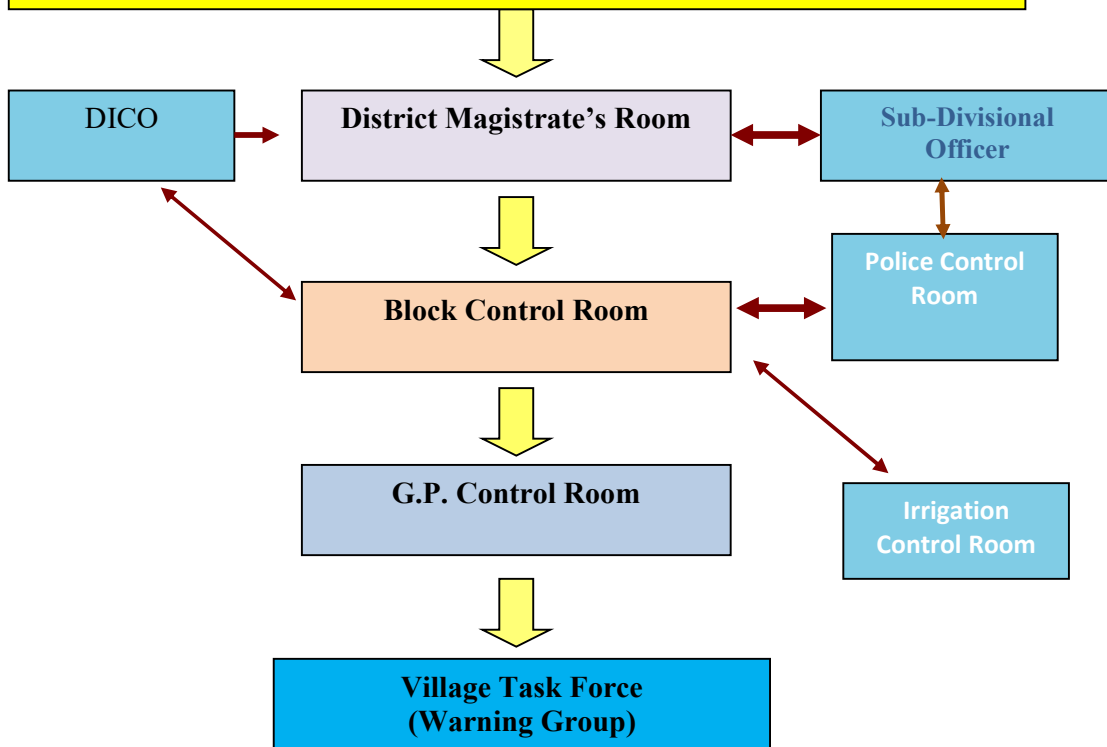 DICO
District Magistrate’s Room
Sub-Divisional
Officer
Police Control
Room
Block Control Room
G.P. Control Room
Irrigation
Control Room
Village Task Force
(Warning Group)